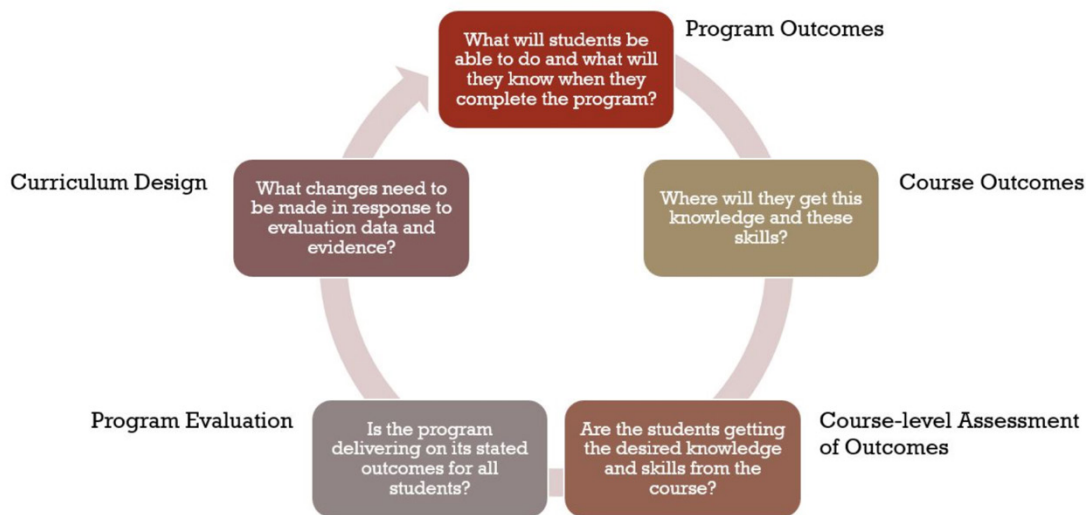 What will students be
able to do and what will
they know when they
complete the program?
Program Outcomes
Where will they get this
knowledge and these
skills?
Course Outcomes
Are the students getting
the desired knowledge
and skills from the
course?
Course-level Assessment
of Outcomes
Is the program
delivering on its stated
outcomes for all
students?
Program Evaluation
What changes need to
be made in response to
evaluation data and
evidence?
Curriculum Design